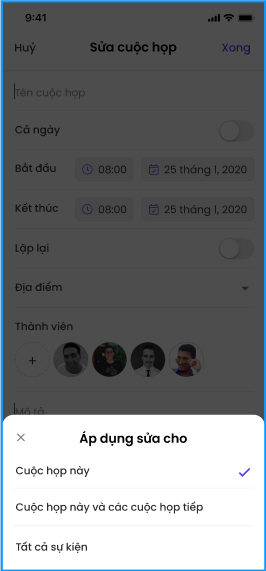 9:41
Huỷ Sửa cuộc họp Xong
Tên cuộc họp
Cả ngày
Bắt đầu 08:00 25 tháng 1, 2020
Kết thúc 08:00 25 tháng 1, 2020
Lặp lại
Địa điểm
Thành viên
+
Mô tả
Áp dụng sửa cho
Cuộc họp này
Cuộc họp này và các cuộc họp tiếp
Tất cả sự kiện